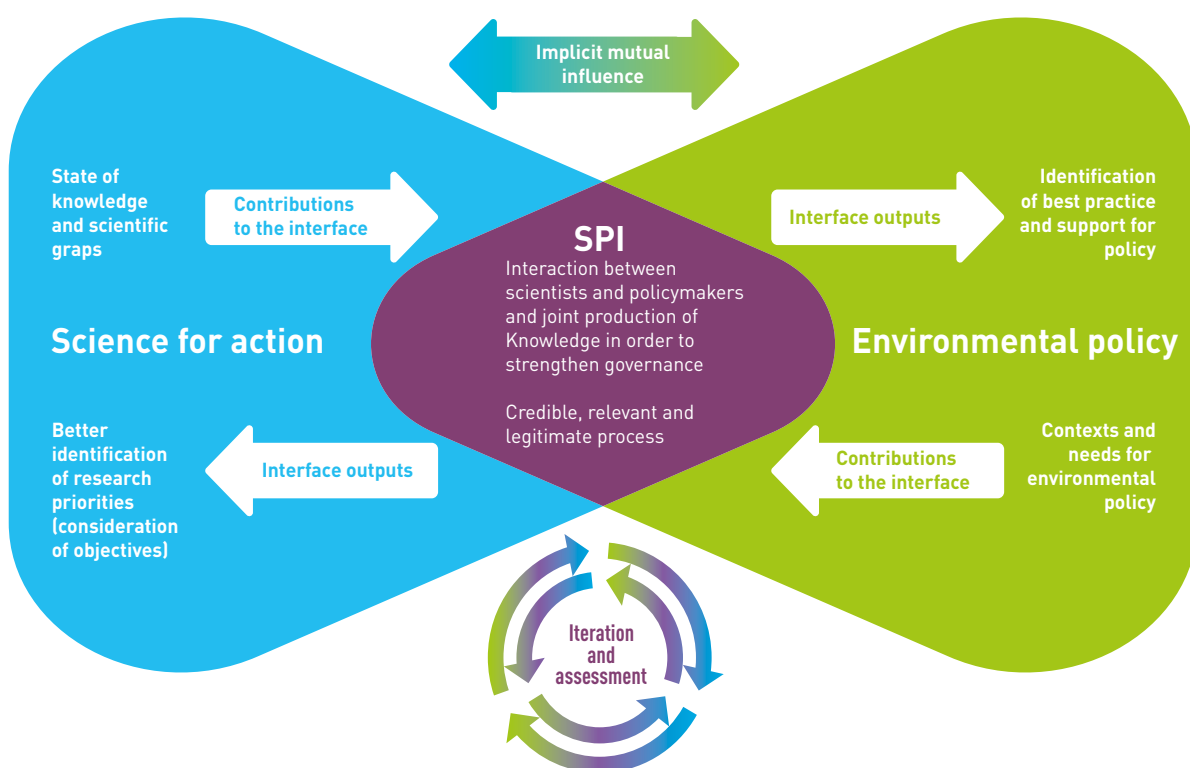 Implicit mutual
influence
State of
knowledge
and scientific
graps
Contributions
to the interface
Science for action
Better
identification
of research
priorities
(consideration
of objectives)
Interface outputs
SPI
Interaction between
scientists and policymakers
and joint production of
Knowledge in order to
strengthen governance
Credible, relevant and
legitimate process
Interface outputs
Identification
of best practice
and support for
policy
Environmental policy
Contributions
to the interface
Contexts and
needs for
environmental
policy
Iteration
and
assessment